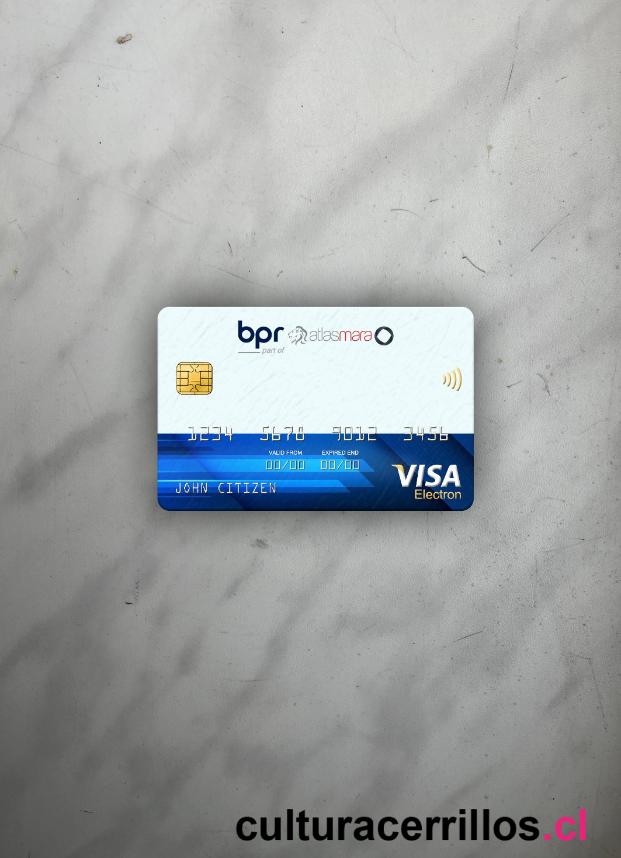 bpr atlasmara
part of
1234 5678 9012 3456
VALID FROM EXPIRED END
00/00 00/00
JOHN CITIZEN
VISA
Electron
culturacerrillos.cl